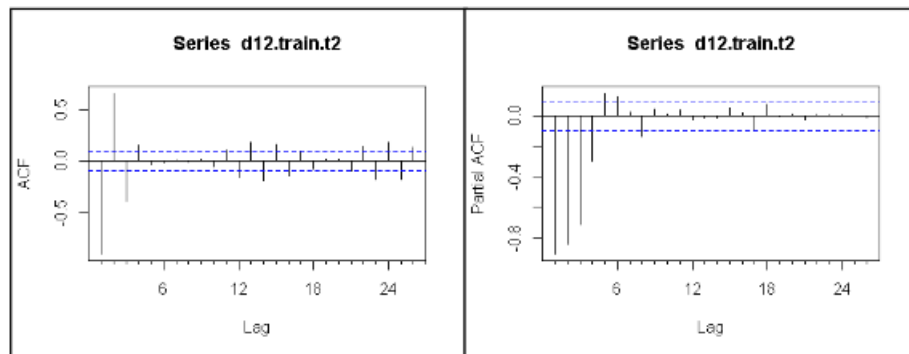 Series d12.train.t2
ACF
0.5
0.0
-0.5
6
12
18
24
Lag
Series d12.train.t2
Partial ACF
0.0
-0.4
-0.8
6
12
18
24
Lag